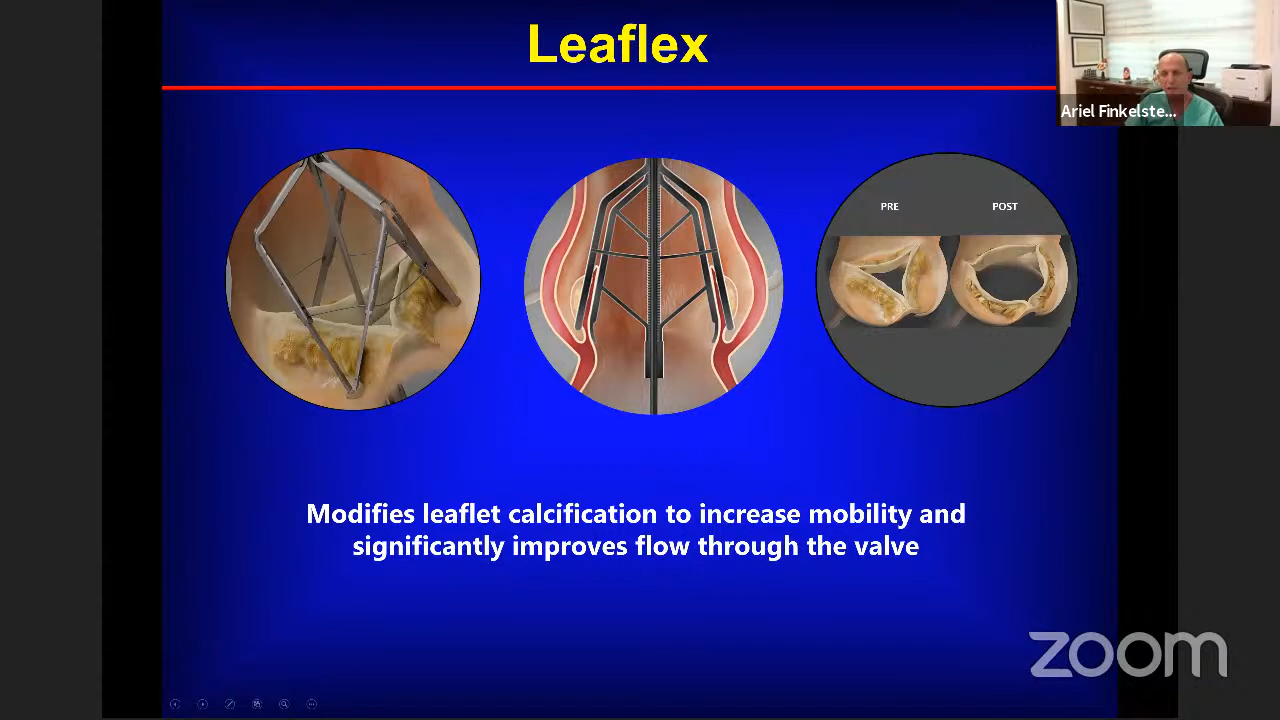 Leaflex
Ariel Finkelste...
PRE
POST
Modifies leaflet calcification to increase mobility and
significantly improves flow through the valve
zoom